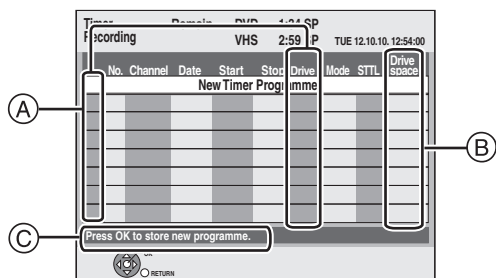 Timer Remain DVD 1:34 SP
Recording VHS 2:59 SP TUE 12.10.10. 12:54:00
No. Channel Date Start Stop Drive Mode STTL Drive space
New Timer Programme
A
B
C
Press OK to store new programme.
OK
RETURN